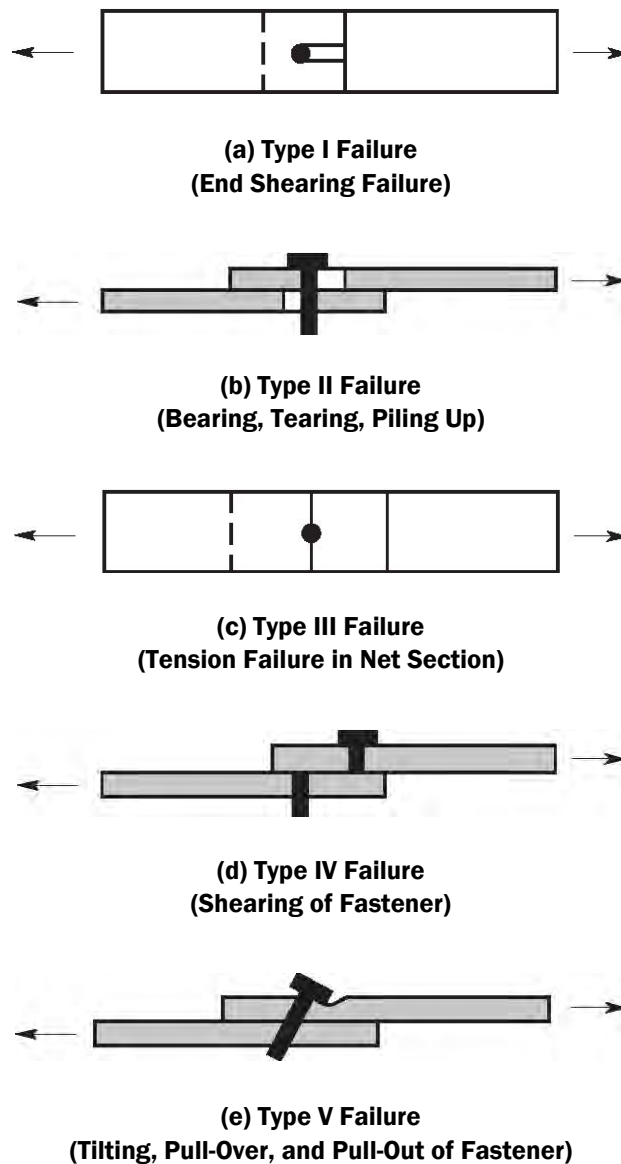 (a) Type I Failure
(End Shearing Failure)
(b) Type II Failure
(Bearing, Tearing, Piling Up)
(c) Type III Failure
(Tension Failure in Net Section)
(d) Type IV Failure
(Shearing of Fastener)
(e) Type V Failure
(Tilting, Pull-Over, and Pull-Out of Fastener)